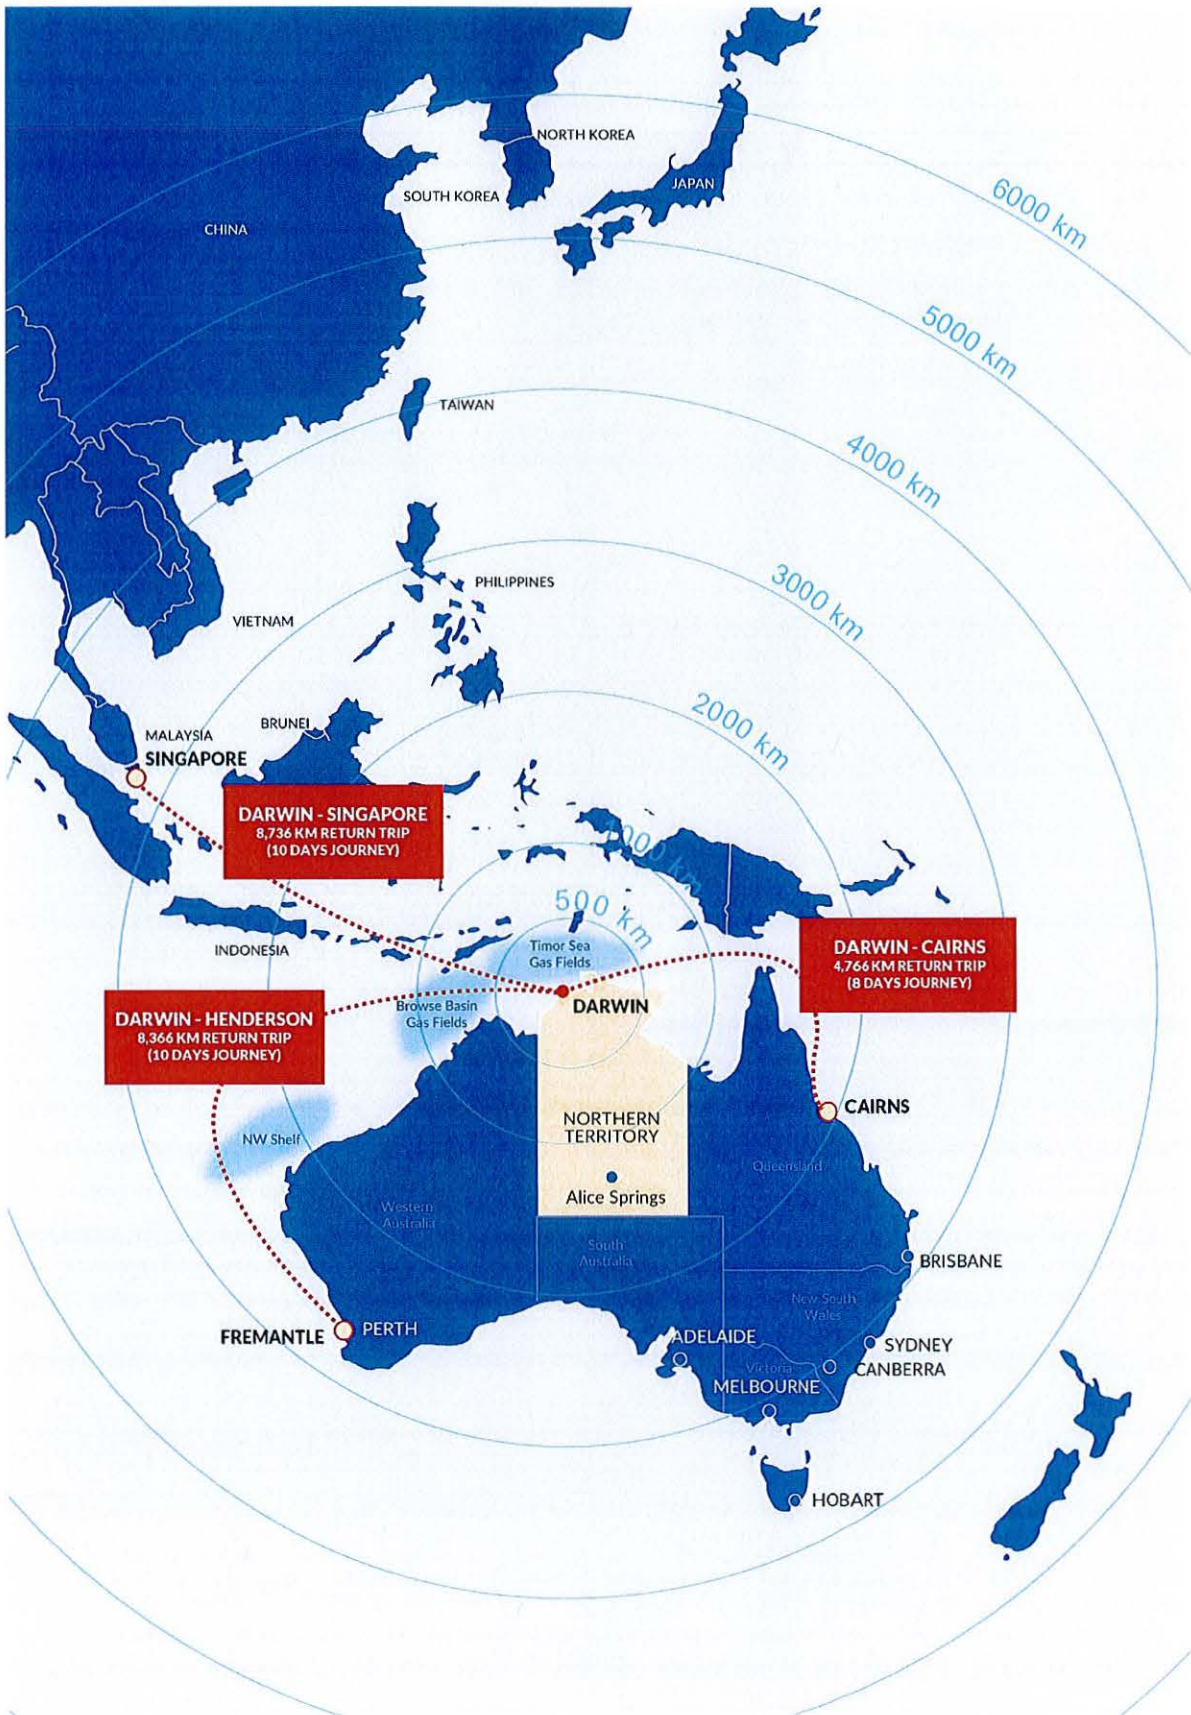 NORTH KOREA
6000 km
JAPAN
SOUTH KOREA
CHINA
5000 km
TAIWAN
4000 km
PHILIPPINES
3000 km
VIETNAM
2000 km
BRUNEI
MALAYSIA
SINGAPORE
DARWIN - SINGAPORE
8,736 KM RETURN TRIP
(10 DAYS JOURNEY)
1000 km
500 km
INDONESIA
Timor Sea
Gas Fields
DARWIN - CAIRNS
4,766 KM RETURN TRIP
(8 DAYS JOURNEY)
DARWIN
Browse Basin
Gas Fields
DARWIN - HENDERSON
8,366 KM RETURN TRIP
(10 DAYS JOURNEY)
CAIRNS
NORTHERN
TERRITORY
NW Shelf
Queensland
Alice Springs
Western
Australia
South
Australia
BRISBANE
New South
Wales
FREMANTLE
PERTH
ADELAIDE
SYDNEY
Victoria
CANBERRA
MELBOURNE
HOBART